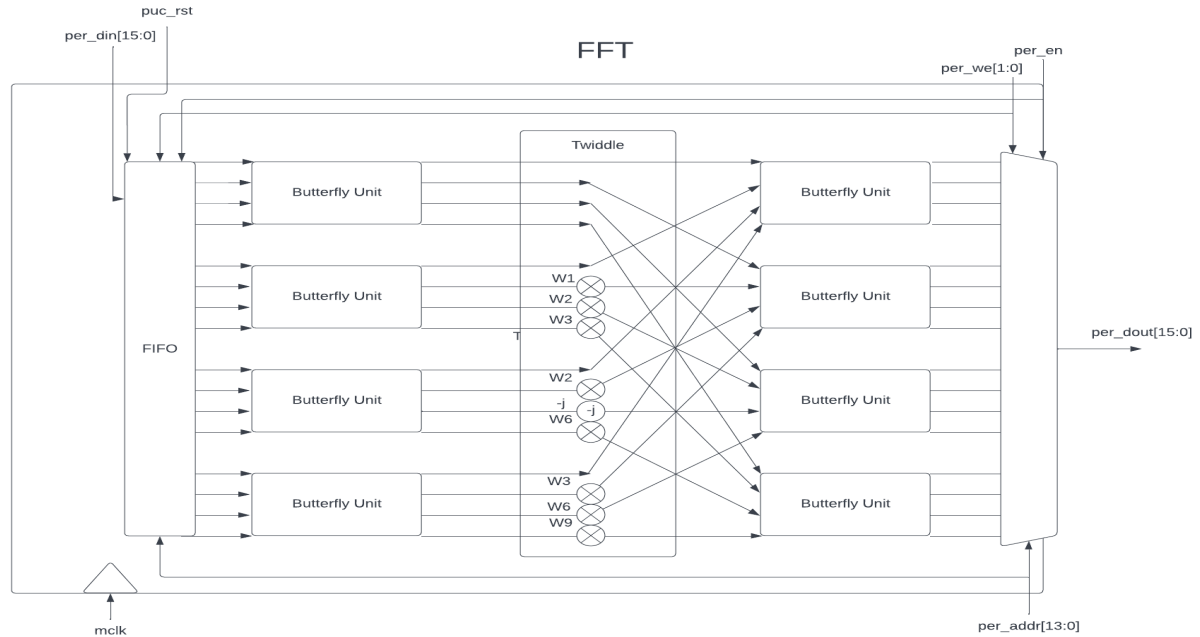 puc_rst
per_din[15:0]
FFT
per_en
per_we[1:0]
Twiddle
Butterfly Unit
Butterfly Unit
Butterfly Unit
Butterfly Unit
W1
W2
W3
T
FIFO
per_dout[15:0]
W2
-j
-j
W6
Butterfly Unit
Butterfly Unit
W3
W6
W9
Butterfly Unit
Butterfly Unit
mclk
per_addr[13:0]